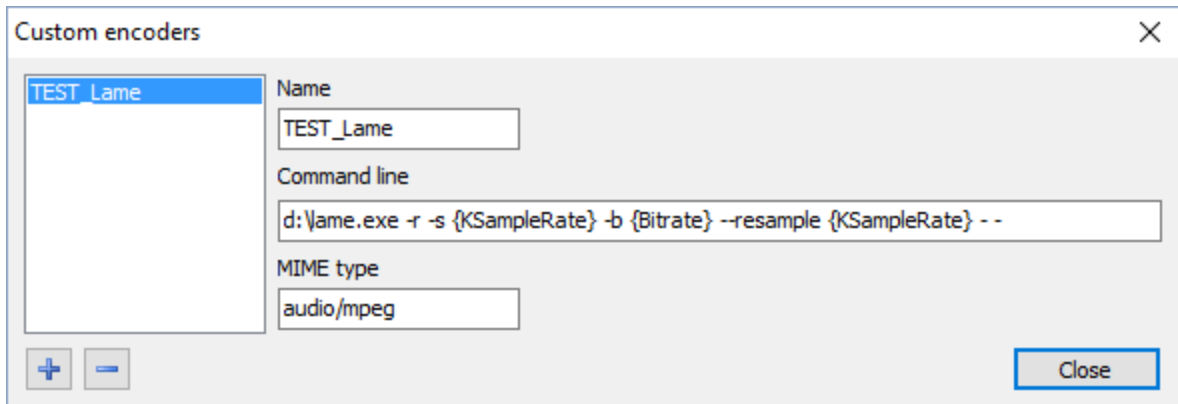 Custom encoders
TEST_Lame
Name
TEST_Lame
Command line
d:\lame.exe -r -s {KSampleRate} -b {Bitrate} --resample {KSampleRate} - -
MIME type
audio/mpeg
Close